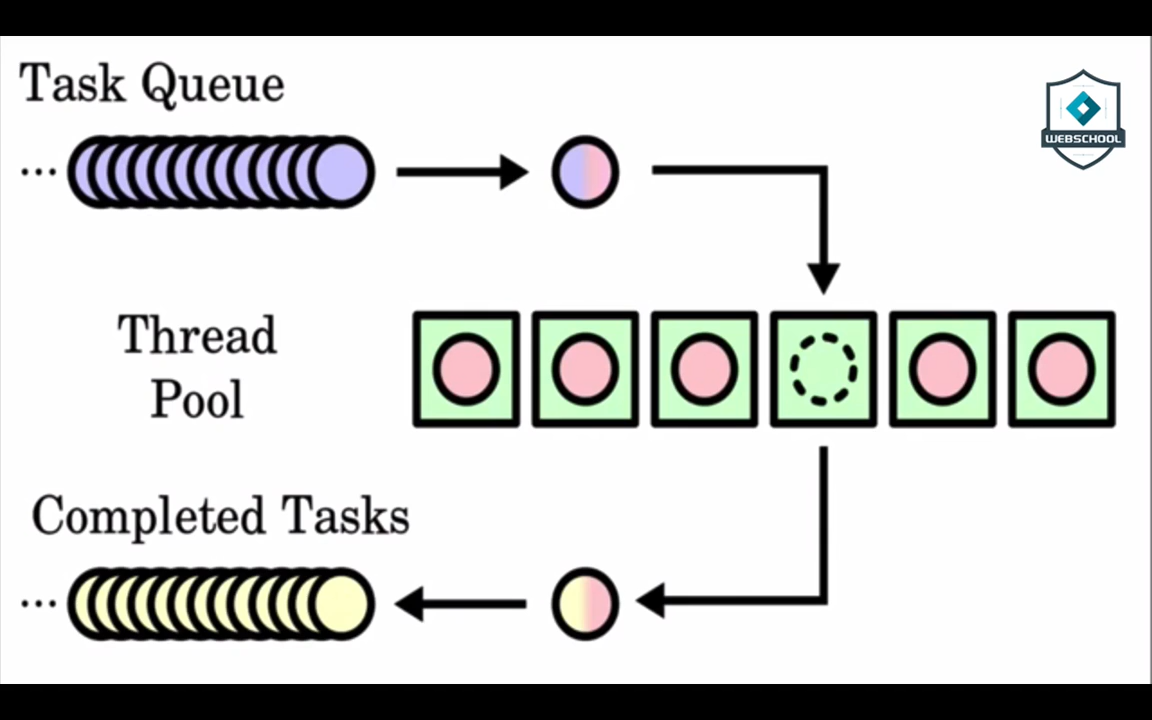 Task Queue
WEBSCHOOL
...
Thread
Pool
Completed Tasks
...